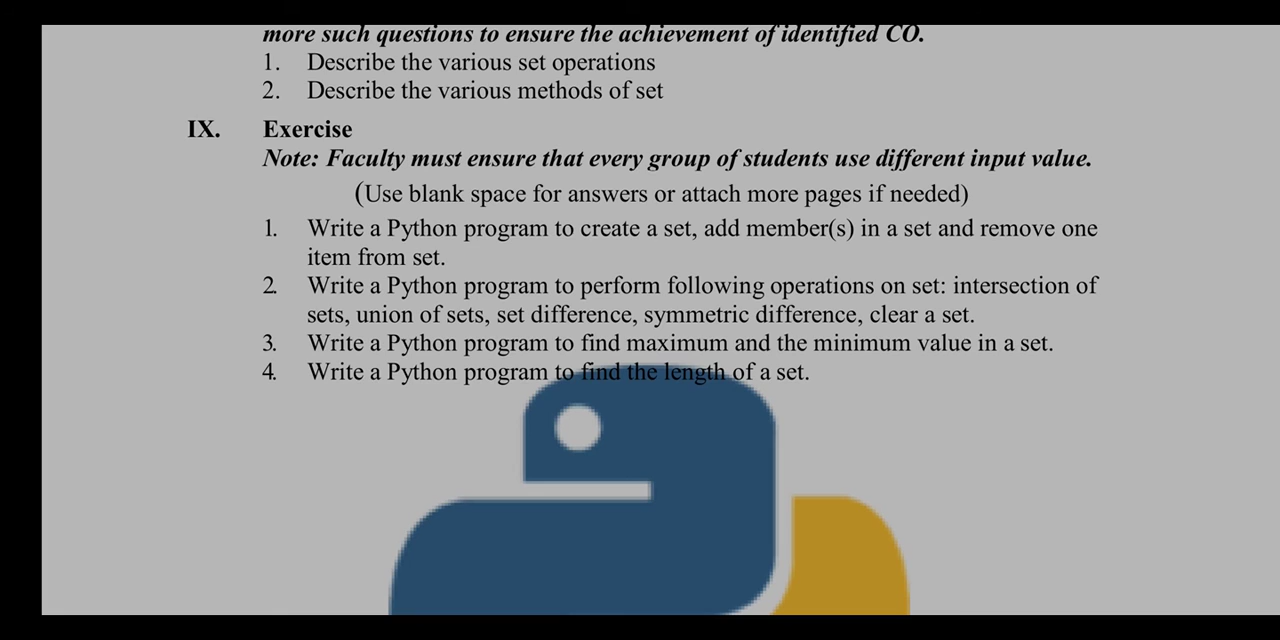 more such questions to ensure the achievement of identified CO.
1. Describe the various set operations
2. Describe the various methods of set
IX. Exercise
Note: Faculty must ensure that every group of students use different input value.
(Use blank space for answers or attach more pages if needed)
1. Write a Python program to create a set, add member(s) in a set and remove one
item from set.
2. Write a Python program to perform following operations on set: intersection of
sets, union of sets, set difference, symmetric difference, clear a set.
3. Write a Python program to find maximum and the minimum value in a set.
4. Write a Python program to find the length of a set.